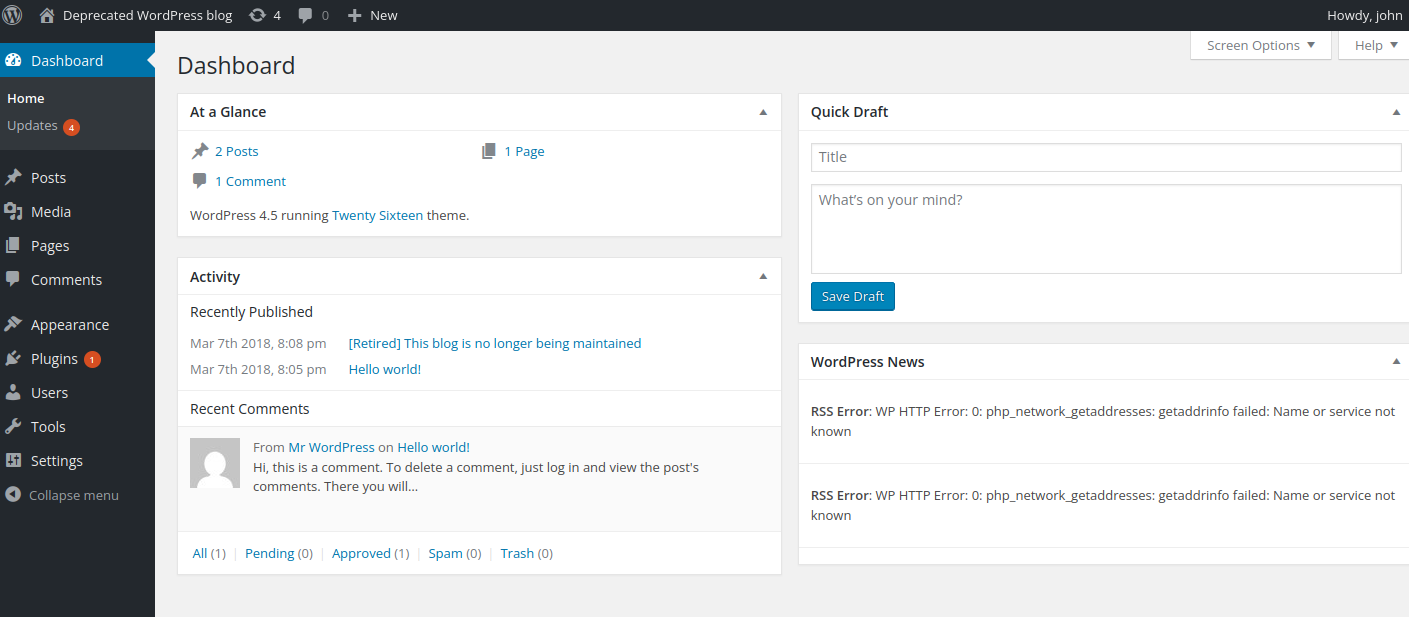 Deprecated WordPress blog 4 0 New Howdy, john
Screen Options Help
Dashboard
Home
Updates 4
Posts
Media
Pages
Comments
Appearance
Plugins 1
Users
Tools
Settings
Collapse menu
Dashboard
At a Glance
2 Posts 1 Page
1 Comment
WordPress 4.5 running Twenty Sixteen theme.
Activity
Recently Published
Mar 7th 2018, 8:08 pm [Retired] This blog is no longer being maintained
Mar 7th 2018, 8:05 pm Hello world!
Recent Comments
From Mr WordPress on Hello world!
Hi, this is a comment. To delete a comment, just log in and view the post's
comments. There you will...
All (1) | Pending (0) | Approved (1) | Spam (0) | Trash (0)
Quick Draft
Title
What's on your mind?
Save Draft
WordPress News
RSS Error: WP HTTP Error: 0: php_network_getaddresses: getaddrinfo failed: Name or service not
known
RSS Error: WP HTTP Error: 0: php_network_getaddresses: getaddrinfo failed: Name or service not
known